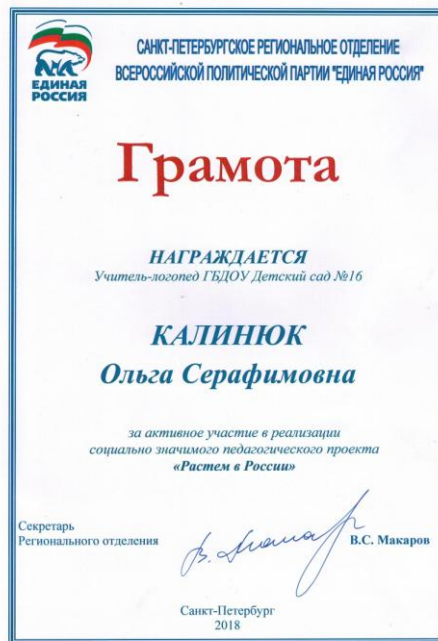 ЕДИНАЯ
РОССИЯ
САНКТ-ПЕТЕРБУРГСКОЕ РЕГИОНАЛЬНОЕ ОТДЕЛЕНИЕ
ВСЕРОССИЙСКОЙ ПОЛИТИЧЕСКОЙ ПАРТИИ "ЕДИНАЯ РОССИЯ"
Грамота
НАГРАЖДАЕТСЯ
Учитель-логопед ГБДОУ Детский сад №16
КАЛИНЮК
Ольга Серафимовна
за активное участие в реализации
социально значимого педагогического проекта
«Растем в России»
Секретарь
Регионального отделения
В.С. Макаров
Санкт-Петербург
2018